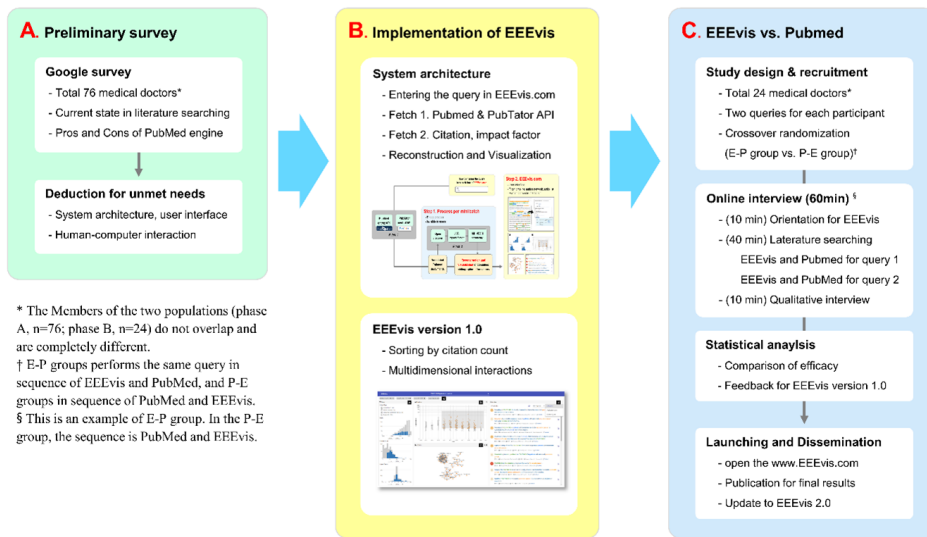 A. Preliminary survey
Google survey
- Total 76 medical doctors*
- Current state in literature searching
- Pros and Cons of PubMed engine
Deduction for unmet needs
- System architecture, user interface
- Human-computer interaction
* The Members of the two populations (phase
A, n=76; phase B, n=24) do not overlap and
are completely different.
† E-P groups performs the same query in
sequence of EEEvis and PubMed, and P-E
groups in sequence of PubMed and EEEvis.
§ This is an example of E-P group. In the P-E
group, the sequence is PubMed and EEEvis.
B. Implementation of EEEvis
System architecture
- Entering the query in EEEvis.com
- Fetch 1. Pubmed & PubTator API
- Fetch 2. Citation, impact factor
- Reconstruction and Visualization
Step 2. EEEvis.com
EEEvis version 1.0
- Sorting by citation count
- Multidimensional interactions
C. EEEvis vs. Pubmed
Study design & recruitment
- Total 24 medical doctors*
- Two queries for each participant
- Crossover randomization
(E-P group vs. P-E group)†
Online interview (60min) §
- (10 min) Orientation for EEEvis
- (40 min) Laterature searching
EEEvis and Pubmed for query 1
EEEvis and PubMed for query 2
- (10 min) Qualitative interview
Statistical anaylsis
- Comparison of efficacy
- Feedback for EEEvis version 1.0
Launching and Dissemination
- open the www.EEEvis.com
- Publication for final results
- Update to EEEvis 2.0